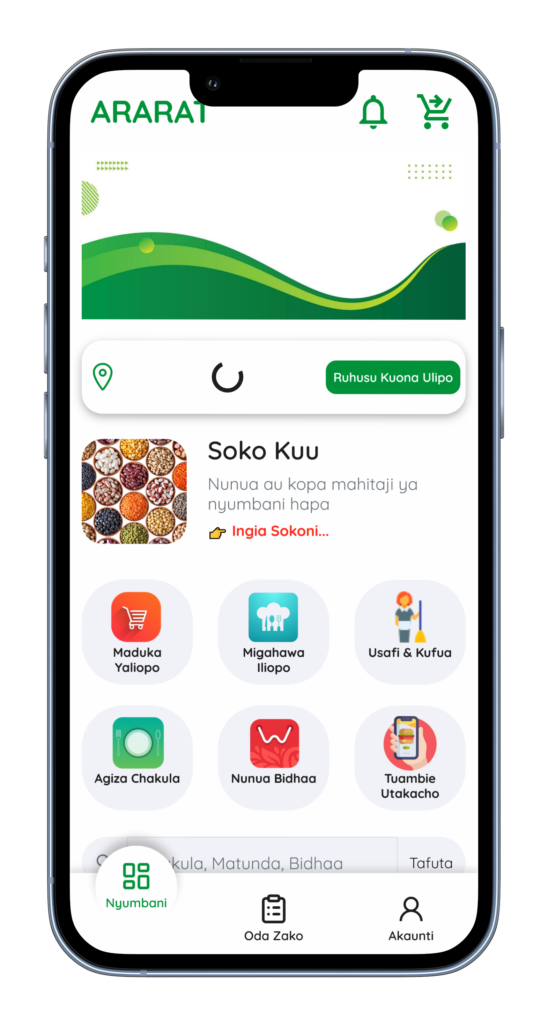 ARARAT
Ruhusu Kuona Ulipo
Soko Kuu
Nunua au kopa mahitaji ya
nyumbani hapa
Ingia Sokoni...
Maduka
Yaliopo
Migahawa
Iliopo
Usafi & Kufua
Agiza Chakula
Nunua Bidhaa
Tuambie
Utakacho
kula, Matunda, Bidhaa
Tafuta
Nyumbani
Oda Zako
Akaunti